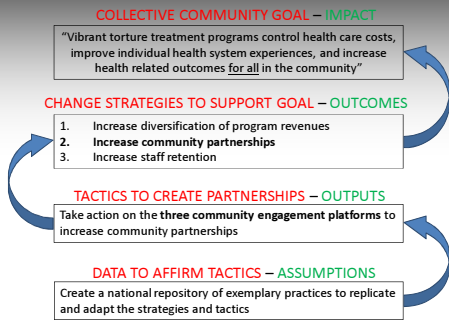 COLLECTIVE COMMUNITY GOAL – IMPACT
“Vibrant torture treatment programs control health care costs,
improve individual health system experiences, and increase
health related outcomes for all in the community”
CHANGE STRATEGIES TO SUPPORT GOAL – OUTCOMES
1. Increase diversification of program revenues
2. Increase community partnerships
3. Increase staff retention
TACTICS TO CREATE PARTNERSHIPS – OUTPUTS
Take action on the three community engagement platforms to
increase community partnerships
DATA TO AFFIRM TACTICS – ASSUMPTIONS
Create a national repository of exemplary practices to replicate
and adapt the strategies and tactics